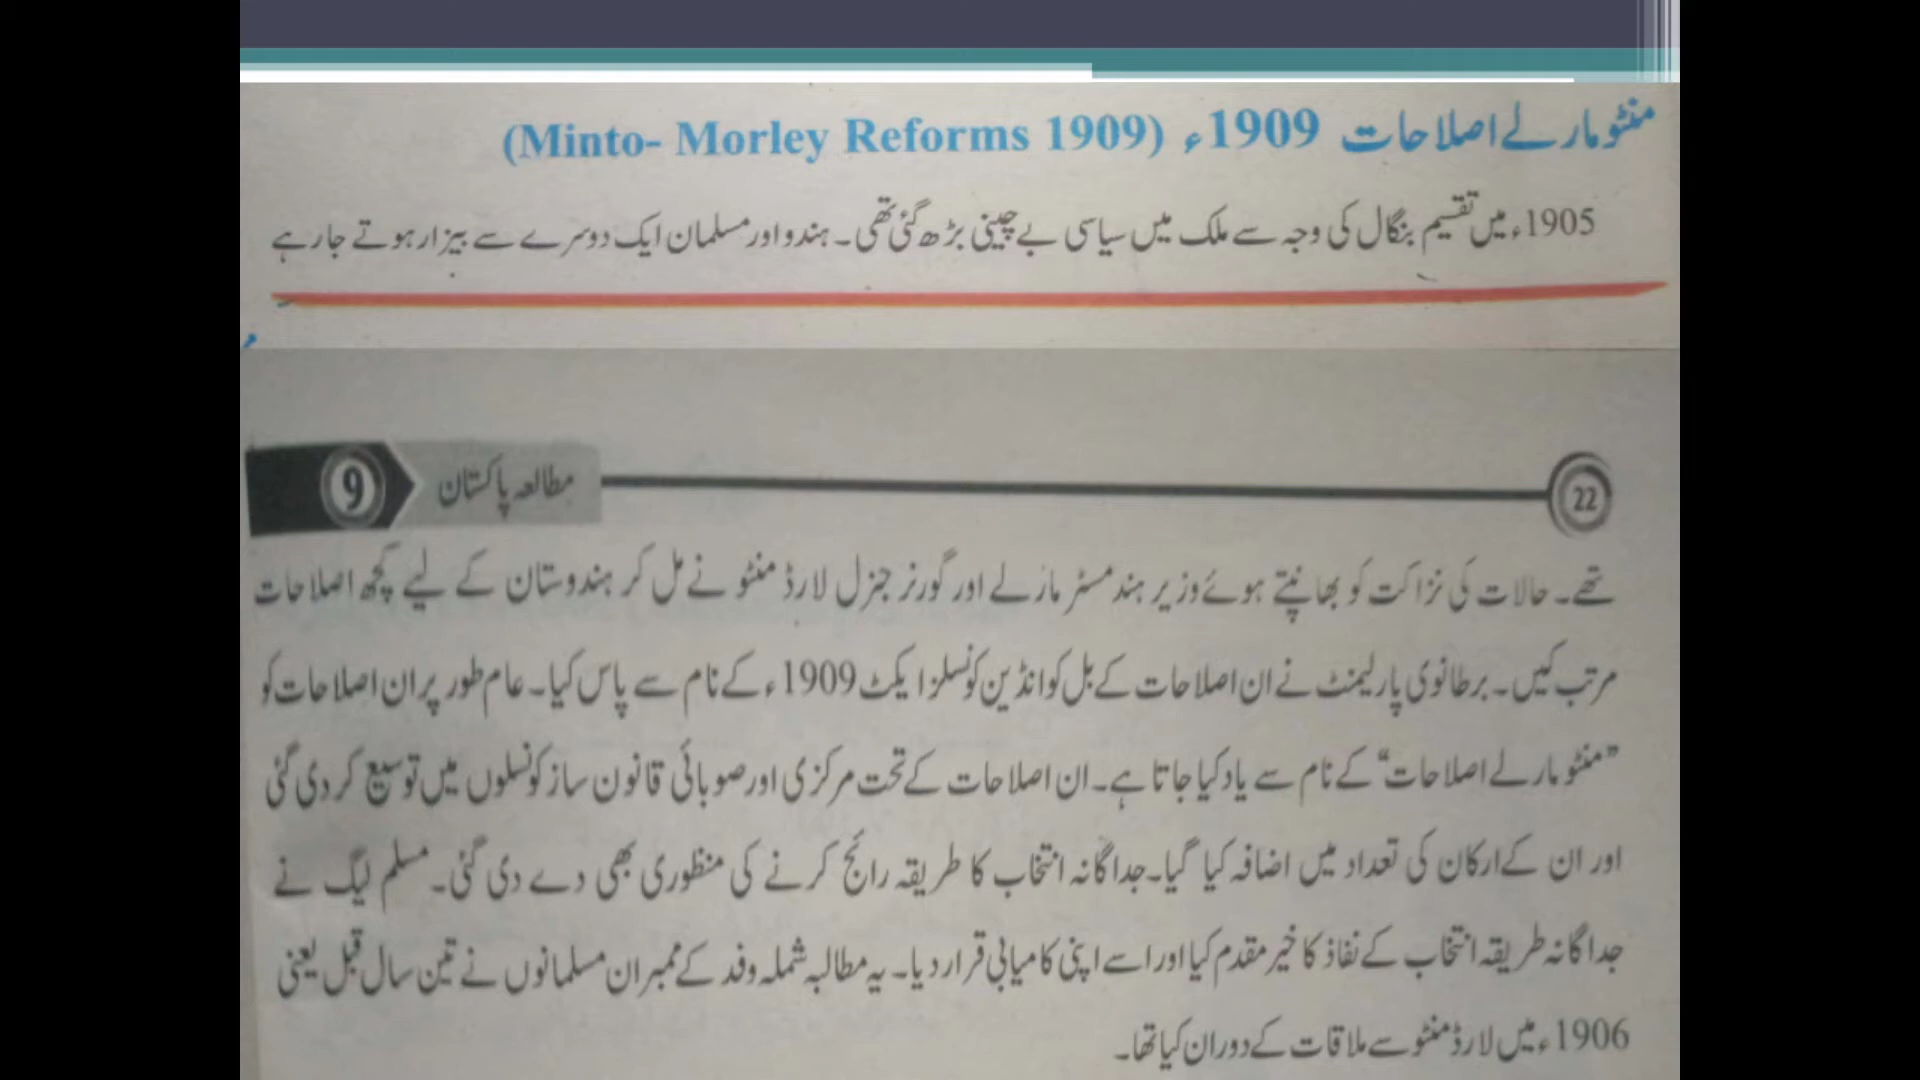 منٹو مارلے اصلاحات 1909ء (Minto- Morley Reforms 1909)
1905ء میں تقسیم بنگال کی وجہ سے ملک میں سیاسی بے چینی بڑھ گئی تھی۔ ہندو اور مسلمان ایک دوسرے سے بیزار ہوتے جا رہے
22 مطالعہ پاکستان 9
تھے۔ حالات کی نزاکت کو بھانپتے ہوئے وزیر ہند مسٹر مارلے اور گورنر جنرل لارڈ منٹو نے مل کر ہندوستان کے لیے کچھ اصلاحات
مرتب کیں۔ برطانوی پارلیمنٹ نے ان اصلاحات کے بل کو انڈین کونسلز ایکٹ 1909ء کے نام سے پاس کیا۔ عام طور پر ان اصلاحات کو
”منٹو مارلے اصلاحات“ کے نام سے یاد کیا جاتا ہے۔ ان اصلاحات کے تحت مرکزی اور صوبائی قانون ساز کونسلوں میں توسیع کر دی گئی
اور ان کے ارکان کی تعداد میں اضافہ کیا گیا۔ جداگانہ انتخاب کا طریقہ رائج کرنے کی منظوری بھی دے دی گئی۔ مسلم لیگ نے
جداگانہ طریقہ انتخاب کے نفاذ کا خیر مقدم کیا اور اسے اپنی کامیابی قرار دیا۔ یہ مطالبہ شملہ وفد کے ممبران مسلمانوں نے تین سال قبل یعنی
1906ء میں لارڈ منٹو سے ملاقات کے دوران کیا تھا۔